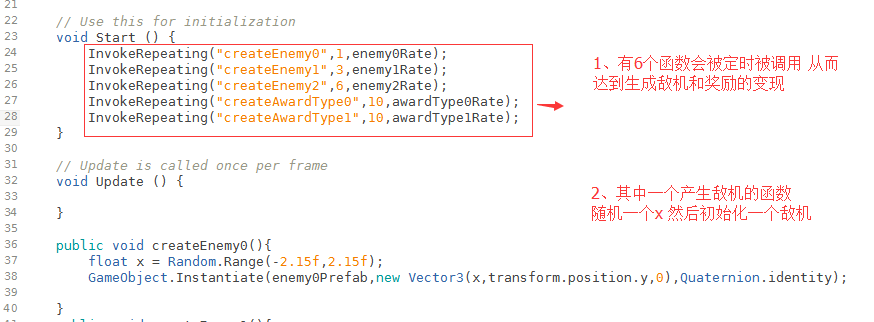 21
22 // Use this for initialization
23 void Start () {
24 InvokeRepeating("createEnemy0",1,enemy0Rate);
25 InvokeRepeating("createEnemy1",3,enemy1Rate);
26 InvokeRepeating("createEnemy2",6,enemy2Rate);
27 InvokeRepeating("createAwardType0",10,awardType0Rate);
28 InvokeRepeating("createAwardType1",10,awardType1Rate);
29 }
1、有6个函数会被定时被调用 从而
达到生成敌机和奖励的变现
30
31 // Update is called once per frame
32 void Update () {
33
34 }
2、其中一个产生敌机的函数
随机一个x 然后初始化一个敌机
35
36 public void createEnemy0(){
37 float x = Random.Range(-2.15f,2.15f);
38 GameObject.Instantiate(enemy0Prefab,new Vector3(x,transform.position.y,0),Quaternion.identity);
39
40 }